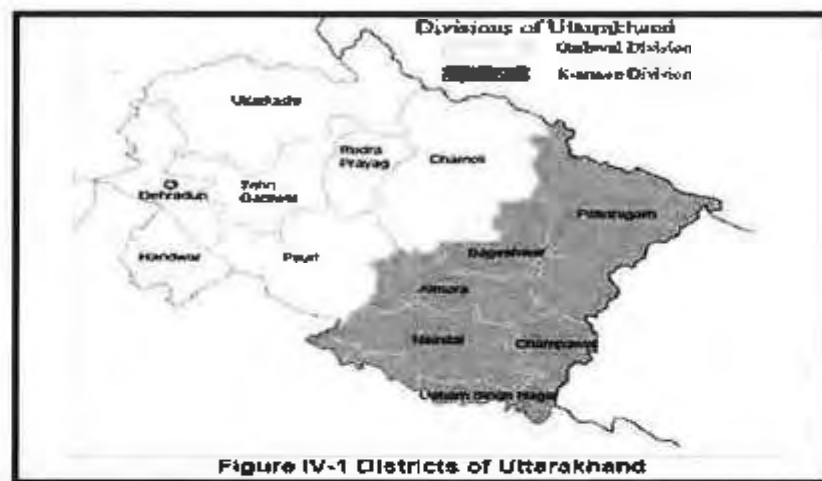 Divisions of Uttarakhand
Garhwal Division
Kumaon Division
Uttarkashi
Rudra
Prayag
Chamoli
Dehradun
Tehri
Garhwal
Pithoragarh
Haridwar
Pauri
Bageshwar
Almora
Nainital
Champawat
Udham Singh Nagar
Figure IV-1 Districts of Uttarakhand